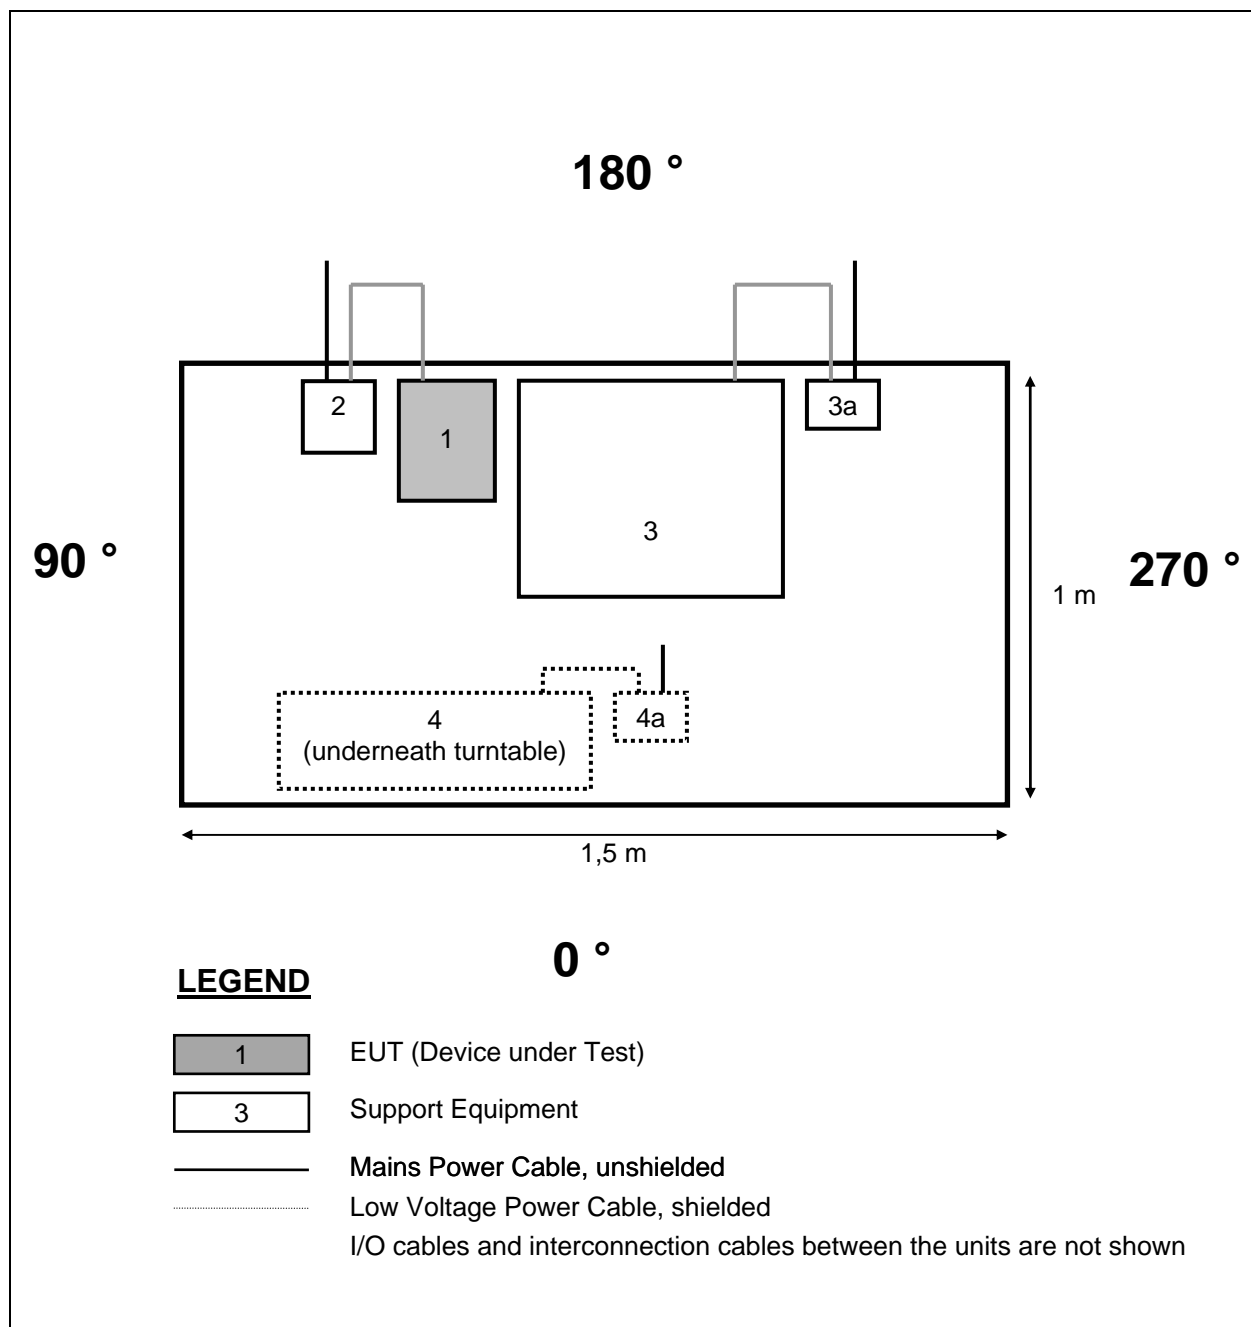 180 °
2
1
3a
3
90 °
270 °
1 m
4
(underneath turntable)
4a
1,5 m
0 °
LEGEND
1
EUT (Device under Test)
3
Support Equipment
Mains Power Cable, unshielded
Low Voltage Power Cable, shielded
I/O cables and interconnection cables between the units are not shown